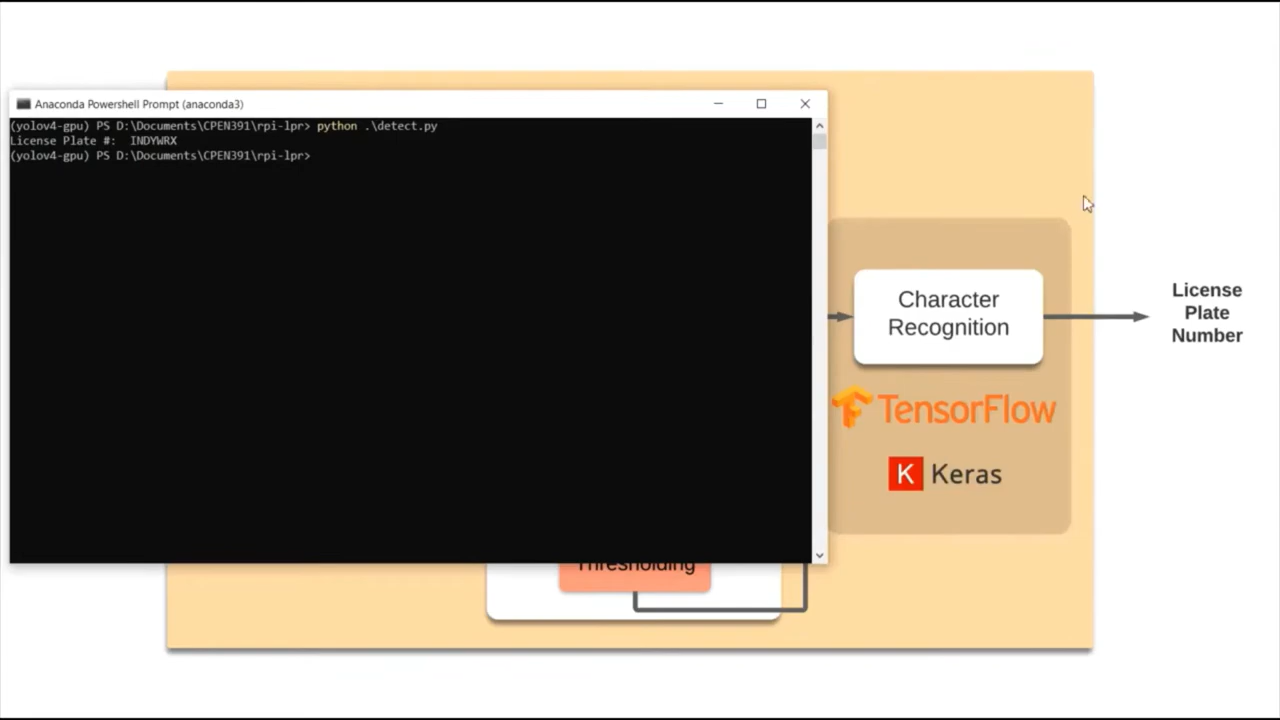 Anaconda Powershell Prompt (anaconda3)
(yolov4-gpu) PS D:\Documents\CPEN391\rpi-lpr> python .\detect.py
License Plate #:  INDYWRX
(yolov4-gpu) PS D:\Documents\CPEN391\rpi-lpr>
Character
Recognition
License
Plate
Number
TensorFlow
K Keras
Thresholding